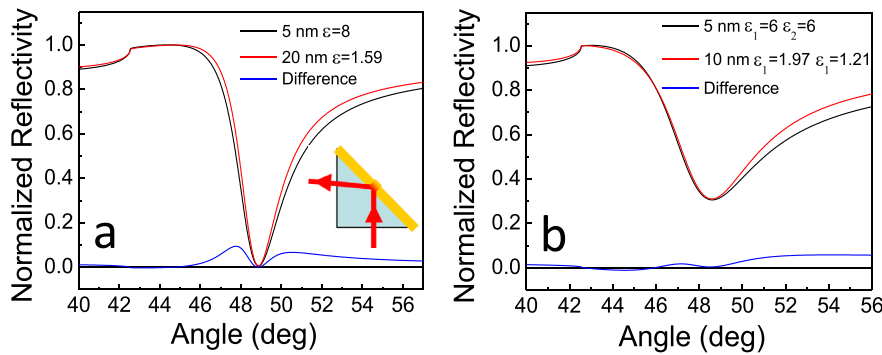 Normalized Reflectivity
1.0
0.8
0.6
0.4
0.2
0.0
5 nm ε=8
20 nm ε=1.59
Difference
a
40 42 44 46 48 50 52 54 56
Angle (deg)
Normalized Reflectivity
1.0
0.8
0.6
0.4
0.2
0.0
5 nm ε₁=6 ε₂=6
10 nm ε₁=1.97 ε₁=1.21
Difference
b
40 42 44 46 48 50 52 54 56
Angle (deg)